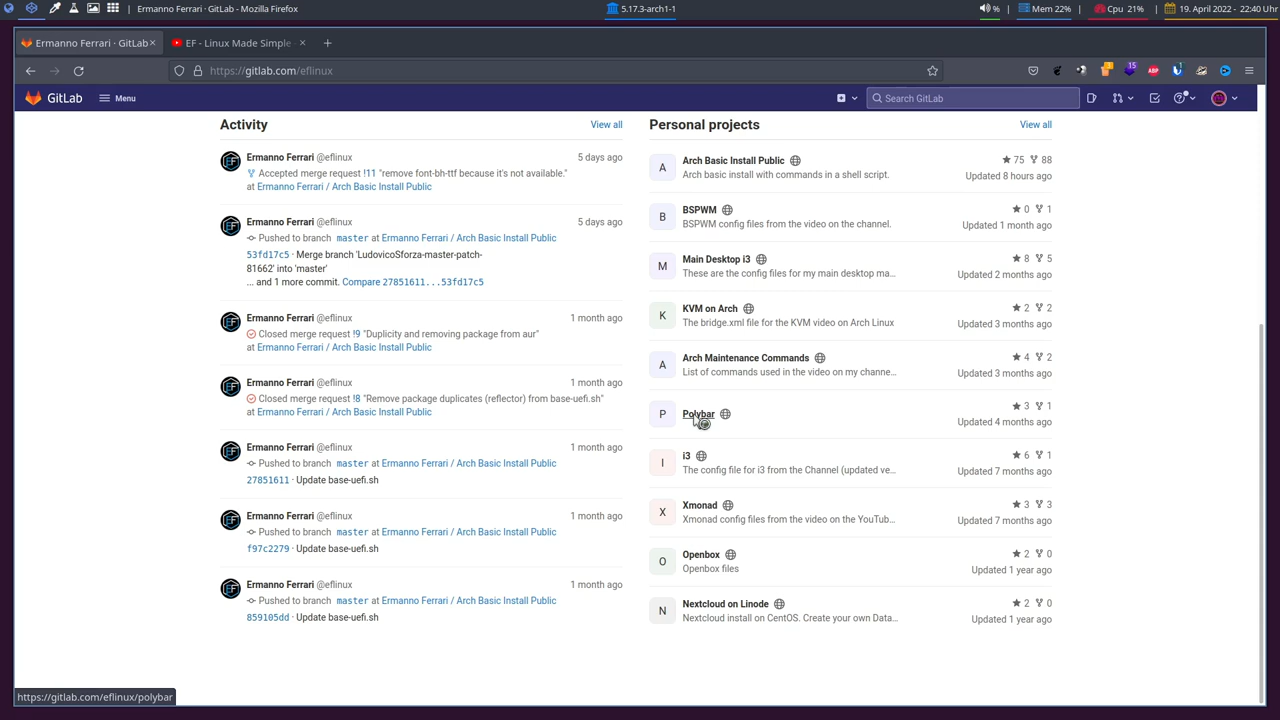 Ermanno Ferrari · GitLab - Mozilla Firefox
5.17.3-arch1-1
%
Mem 22%
Cpu 21%
19. April 2022 - 22:40 Uhr
Ermanno Ferrari · GitLab
EF - Linux Made Simple
https://gitlab.com/eflinux
15
ABP
GitLab
Menu
Search GitLab
Activity
View all
Ermanno Ferrari @eflinux
5 days ago
Accepted merge request !11 "remove font-bh-ttf because it's not available."
at Ermanno Ferrari / Arch Basic Install Public
Ermanno Ferrari @eflinux
5 days ago
Pushed to branch master at Ermanno Ferrari / Arch Basic Install Public
53fd17c5 · Merge branch 'LudovicoSforza-master-patch-
81662' into 'master'
... and 1 more commit. Compare 27851611...53fd17c5
Ermanno Ferrari @eflinux
1 month ago
Closed merge request !9 "Duplicity and removing package from aur"
at Ermanno Ferrari / Arch Basic Install Public
Ermanno Ferrari @eflinux
1 month ago
Closed merge request !8 "Remove package duplicates (reflector) from base-uefi.sh"
at Ermanno Ferrari / Arch Basic Install Public
Ermanno Ferrari @eflinux
1 month ago
Pushed to branch master at Ermanno Ferrari / Arch Basic Install Public
27851611 · Update base-uefi.sh
Ermanno Ferrari @eflinux
1 month ago
Pushed to branch master at Ermanno Ferrari / Arch Basic Install Public
f97c2279 · Update base-uefi.sh
Ermanno Ferrari @eflinux
1 month ago
Pushed to branch master at Ermanno Ferrari / Arch Basic Install Public
859105dd · Update base-uefi.sh
Personal projects
View all
A
Arch Basic Install Public
75 88
Arch basic install with commands in a shell script.
Updated 8 hours ago
B
BSPWM
0 1
BSPWM config files from the video on the channel.
Updated 1 month ago
M
Main Desktop i3
8 5
These are the config files for my main desktop ma...
Updated 2 months ago
K
KVM on Arch
2 2
The bridge.xml file for the KVM video on Arch Linux
Updated 3 months ago
A
Arch Maintenance Commands
4 2
List of commands used in the video on my channe...
Updated 3 months ago
P
Polybar
3 1
Updated 4 months ago
I
i3
6 1
The config file for i3 from the Channel (updated ve...
Updated 7 months ago
X
Xmonad
3 3
Xmonad config files from the video on the YouTub...
Updated 7 months ago
O
Openbox
2 0
Openbox files
Updated 1 year ago
N
Nextcloud on Linode
2 0
Nextcloud install on CentOS. Create your own Data...
Updated 1 year ago
https://gitlab.com/eflinux/polybar